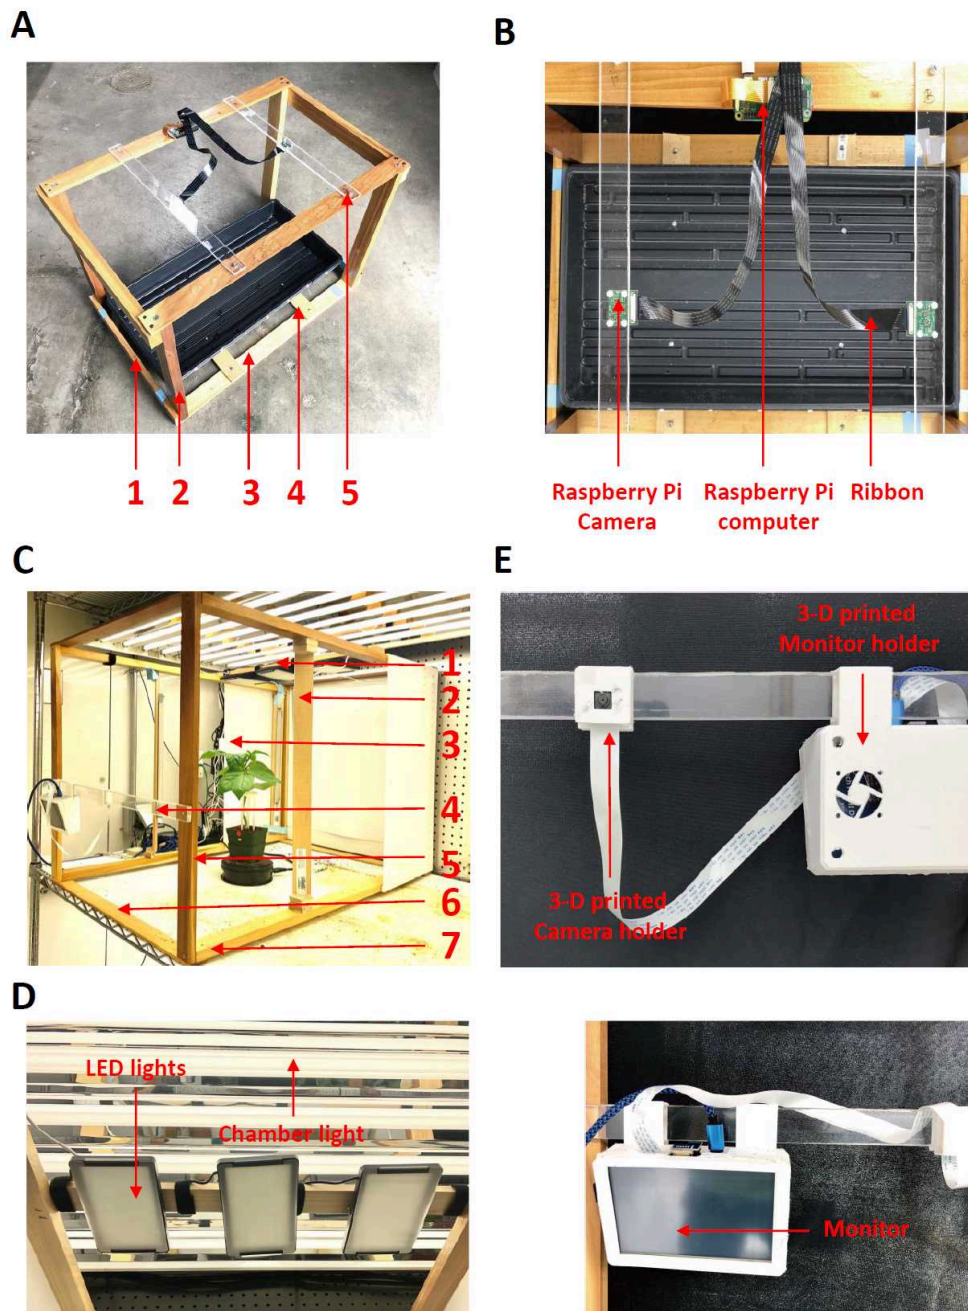 A
B
1
2
3
4
5
Raspberry Pi
Camera
Raspberry Pi
computer
Ribbon
C
E
1
2
3
4
5
6
7
3-D printed
Monitor holder
3-D printed
Camera holder
D
LED lights
Chamber light
Monitor